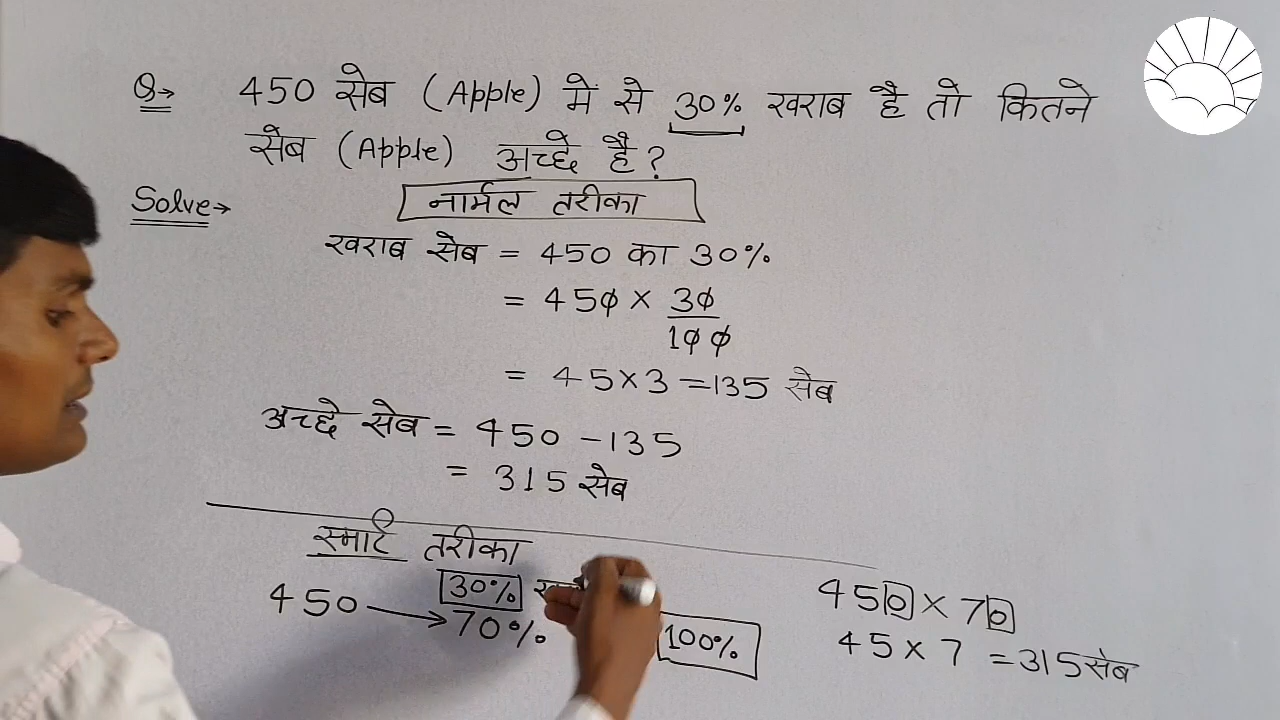 Q→ 450 सेब (Apple) में से 30% खराब है तो कितने
सेब (Apple) अच्छे है?
Solve→ नार्मल तरीका
खराब सेब = 450 का 30%
= 450 × 30/100
= 45×3 =135 सेब
अच्छे सेब = 450 -135
= 315 सेब
स्मार्ट तरीका
30%
450 → 70%
100%
450 × 70
45 × 7 =315 सेब